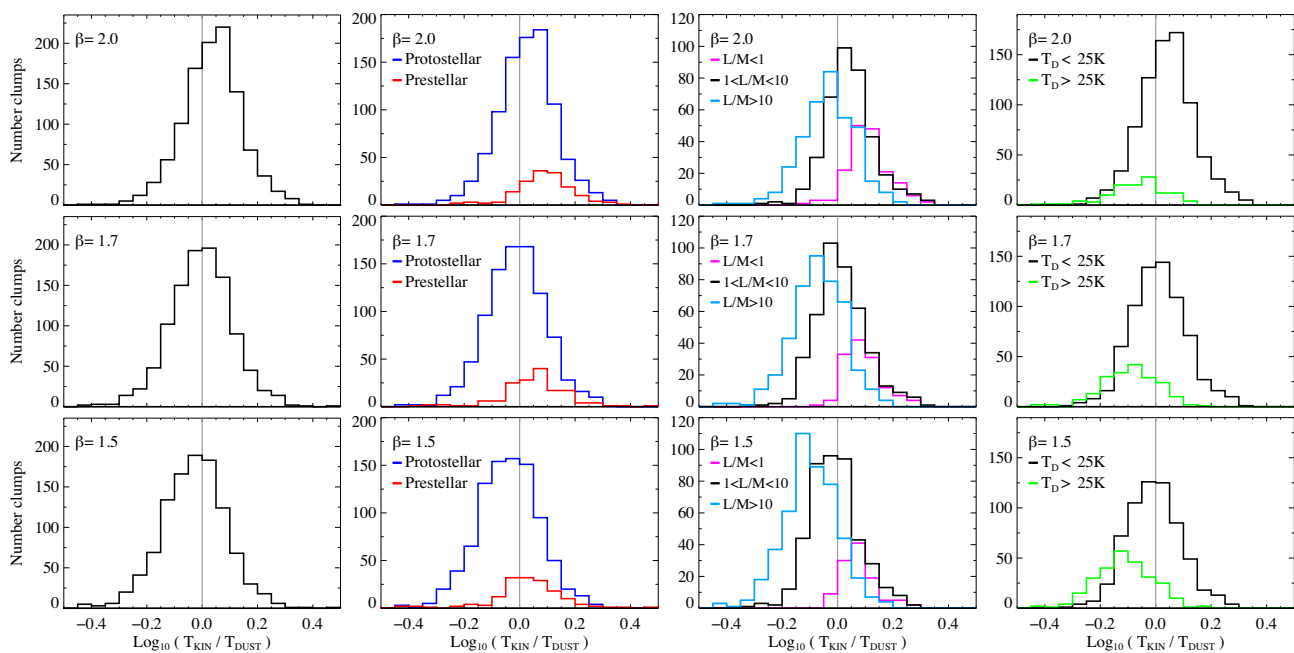 β= 2.0
Number clumps
200
150
100
50
0
β= 2.0
Protostellar
Prestellar
200
150
100
50
0
β= 2.0
L/M<1
1<L/M<10
L/M>10
120
100
80
60
40
20
0
β= 2.0
T_D < 25K
T_D > 25K
150
100
50
0
β= 1.7
Number clumps
200
150
100
50
0
β= 1.7
Protostellar
Prestellar
200
150
100
50
0
β= 1.7
L/M<1
1<L/M<10
L/M>10
120
100
80
60
40
20
0
β= 1.7
T_D < 25K
T_D > 25K
150
100
50
0
β= 1.5
Number clumps
200
150
100
50
0
−0.4 −0.2 0.0 0.2 0.4
Log10 ( T_KIN / T_DUST )
β= 1.5
Protostellar
Prestellar
200
150
100
50
0
−0.4 −0.2 0.0 0.2 0.4
Log10 ( T_KIN / T_DUST )
β= 1.5
L/M<1
1<L/M<10
L/M>10
120
100
80
60
40
20
0
−0.4 −0.2 0.0 0.2 0.4
Log10 ( T_KIN / T_DUST )
β= 1.5
T_D < 25K
T_D > 25K
150
100
50
0
−0.4 −0.2 0.0 0.2 0.4
Log10 ( T_KIN / T_DUST )